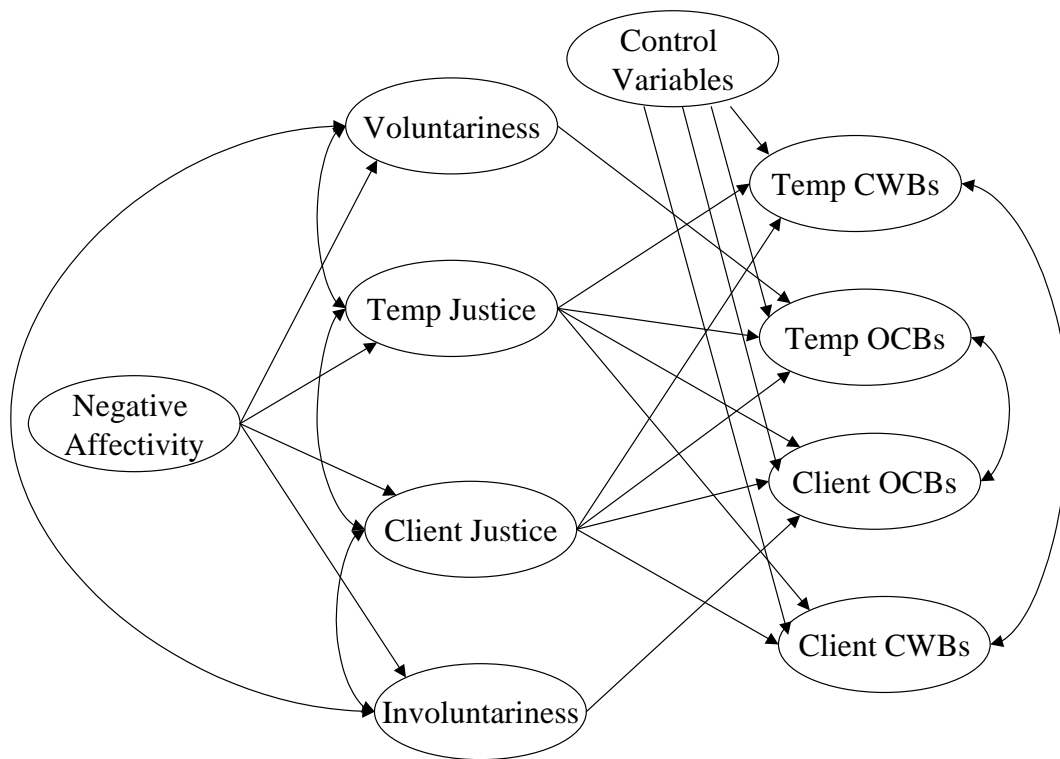 Control
Variables
Voluntariness
Temp CWBs
Temp Justice
Temp OCBs
Negative
Affectivity
Client OCBs
Client Justice
Client CWBs
Involuntariness